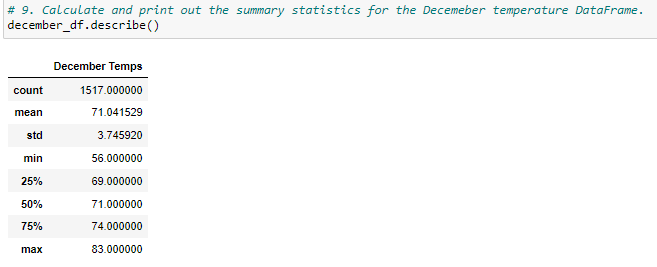 # 9. Calculate and print out the summary statistics for the Decemeber temperature DataFrame.
december_df.describe()
December Temps
count 1517.000000
mean 71.041529
std 3.745920
min 56.000000
25% 69.000000
50% 71.000000
75% 74.000000
max 83.000000